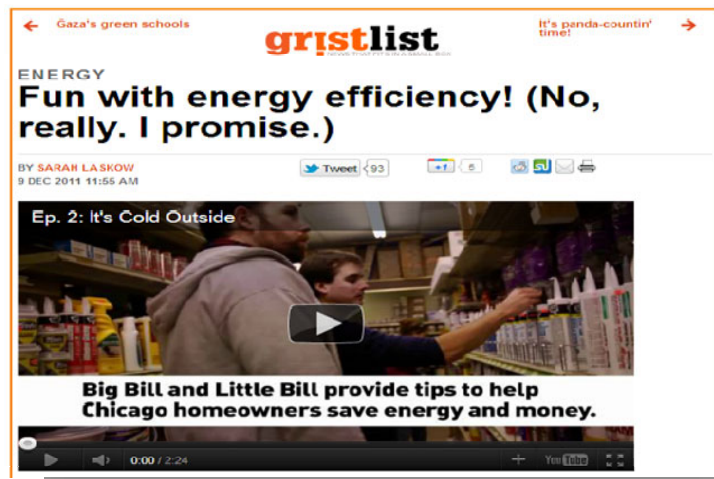 Gaza's green schools
gristlist
It's panda-countin'
time!
ENERGY
Fun with energy efficiency! (No,
really. I promise.)
BY SARAH LASKOW
9 DEC 2011 11:55 AM
Tweet 93
+1 6
Ep. 2: It's Cold Outside
Big Bill and Little Bill provide tips to help
Chicago homeowners save energy and money.
0:00 / 2:24
YouTube